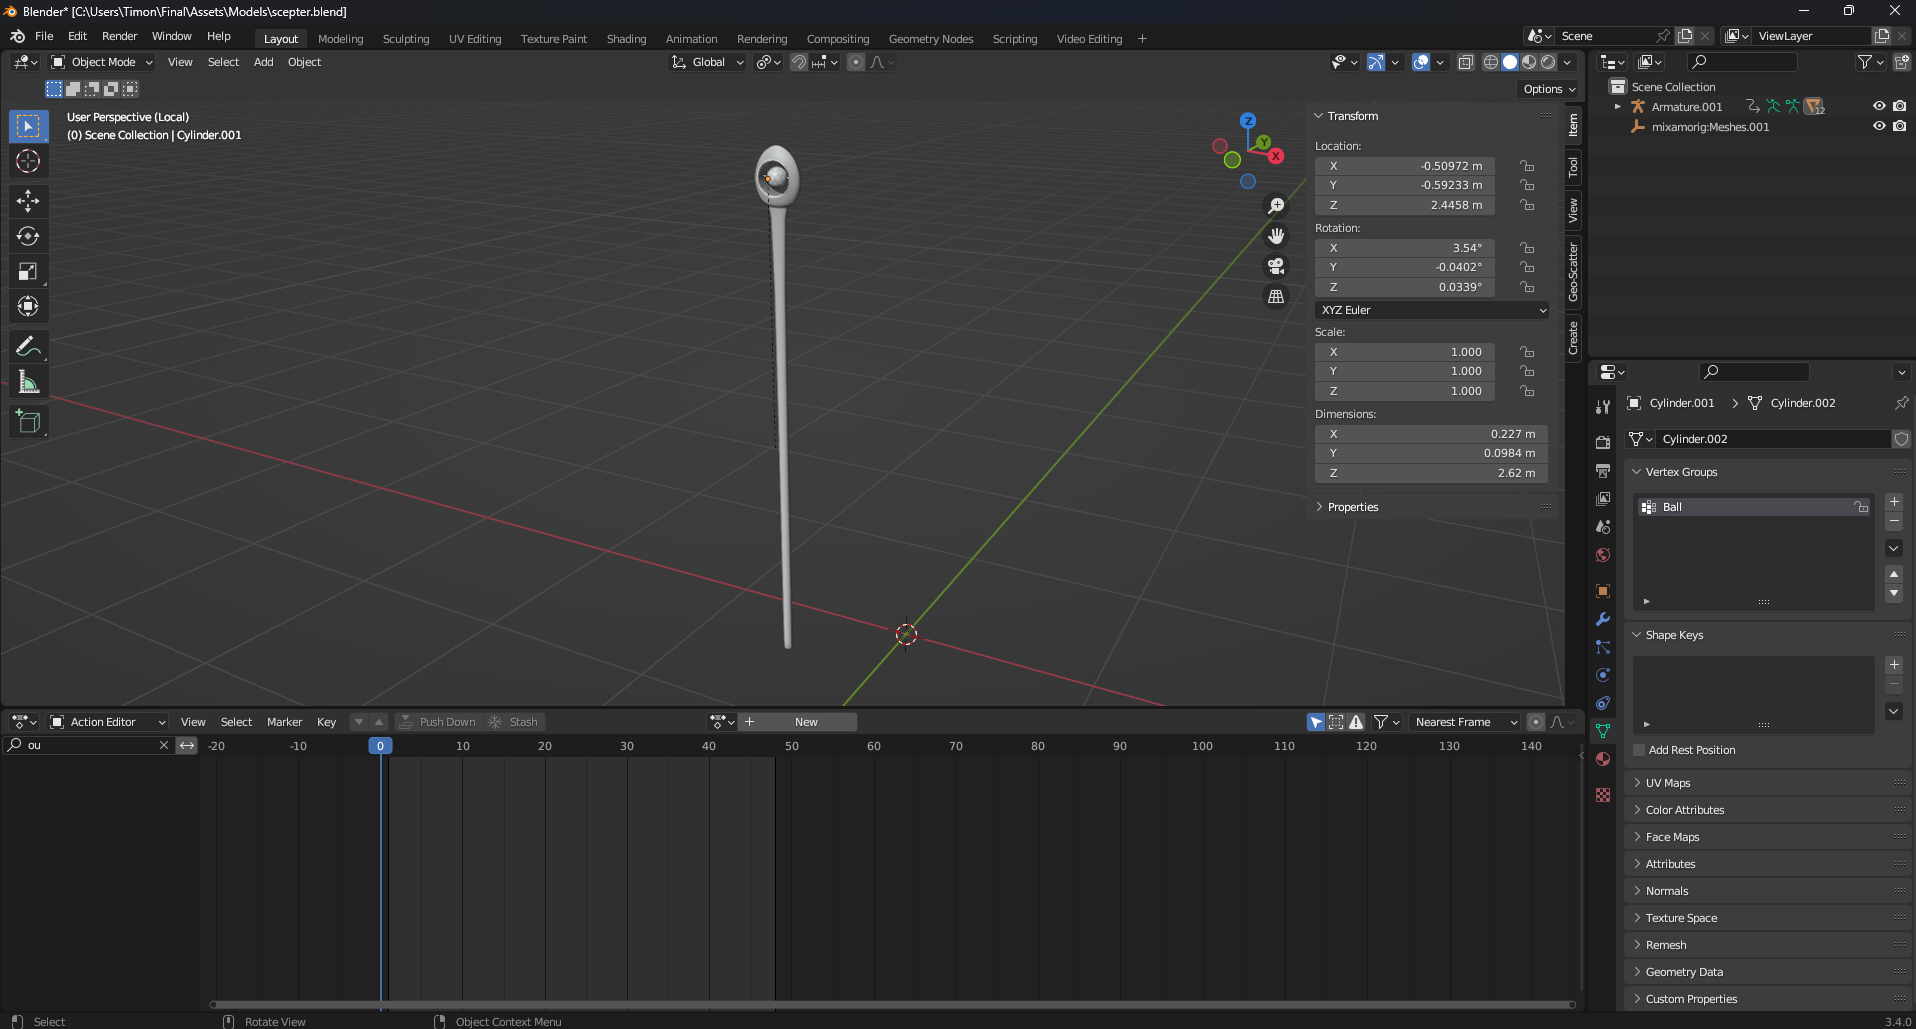 Blender* [C:\Users\Timon\Final\Assets\Models\scepter.blend]
File Edit Render Window Help Layout Modeling Sculpting UV Editing Texture Paint Shading Animation Rendering Compositing Geometry Nodes Scripting Video Editing + Scene ViewLayer
Object Mode View Select Add Object Global
Options
User Perspective (Local)
(0) Scene Collection | Cylinder.001
Z
Y
X
Transform
Location:
X -0.50972 m
Y -0.59233 m
Z 2.4458 m
Rotation:
X 3.54°
Y -0.0402°
Z 0.0339°
XYZ Euler
Scale:
X 1.000
Y 1.000
Z 1.000
Dimensions:
X 0.227 m
Y 0.0984 m
Z 2.62 m
Properties
Item
Tool
View
Geo-Scatter
Create
Scene Collection
Armature.001 12
mixamorig:Meshes.001
Cylinder.001 > Cylinder.002
Cylinder.002
Vertex Groups
Ball
Shape Keys
Add Rest Position
UV Maps
Color Attributes
Face Maps
Attributes
Normals
Texture Space
Remesh
Geometry Data
Custom Properties
Action Editor View Select Marker Key Push Down Stash + New Nearest Frame
ou -20 -10 0 10 20 30 40 50 60 70 80 90 100 110 120 130 140
Select Rotate View Object Context Menu 3.4.0